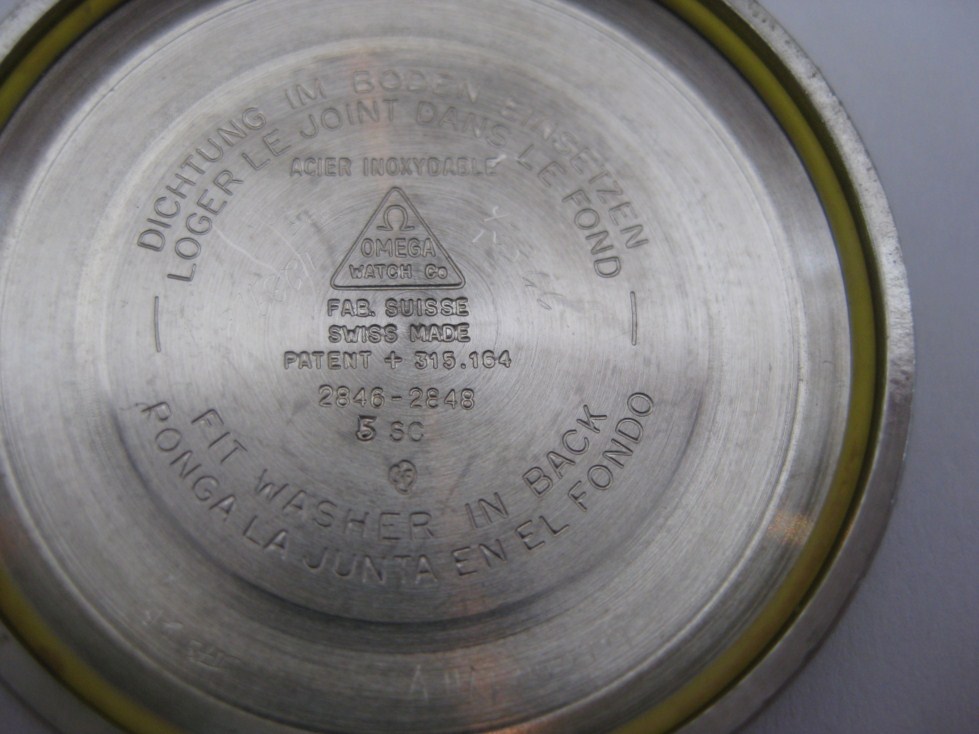 DICHTUNG IM BODEN EINSETZEN
LOGER LE JOINT DANS LE FOND
ACIER INOXYDABLE
Ω
OMEGA
WATCH Co
FAB. SUISSE
SWISS MADE
PATENT + 315.164
2846-2848
5 SC
FIT WASHER IN BACK
PONGA LA JUNTA EN EL FONDO